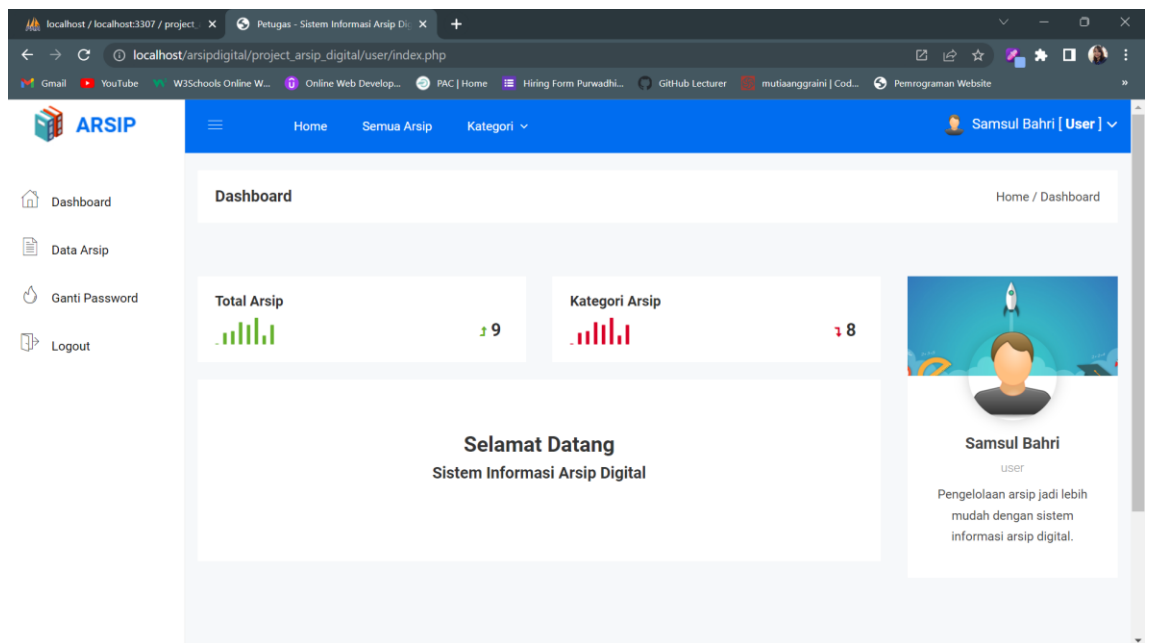 localhost / localhost:3307 / project_
Petugas - Sistem Informasi Arsip Dig
localhost/arsipdigital/project_arsip_digital/user/index.php
Gmail YouTube W3Schools Online W... Online Web Develop... PAC | Home Hiring Form Purwadhi... GitHub Lecturer mutiaanggraini | Cod... Pemrograman Website »
ARSIP Home Semua Arsip Kategori Samsul Bahri [ User ]
Dashboard
Data Arsip
Ganti Password
Logout
Dashboard Home / Dashboard
Total Arsip
9
Kategori Arsip
8
Selamat Datang
Sistem Informasi Arsip Digital
Samsul Bahri
user
Pengelolaan arsip jadi lebih
mudah dengan sistem
informasi arsip digital.